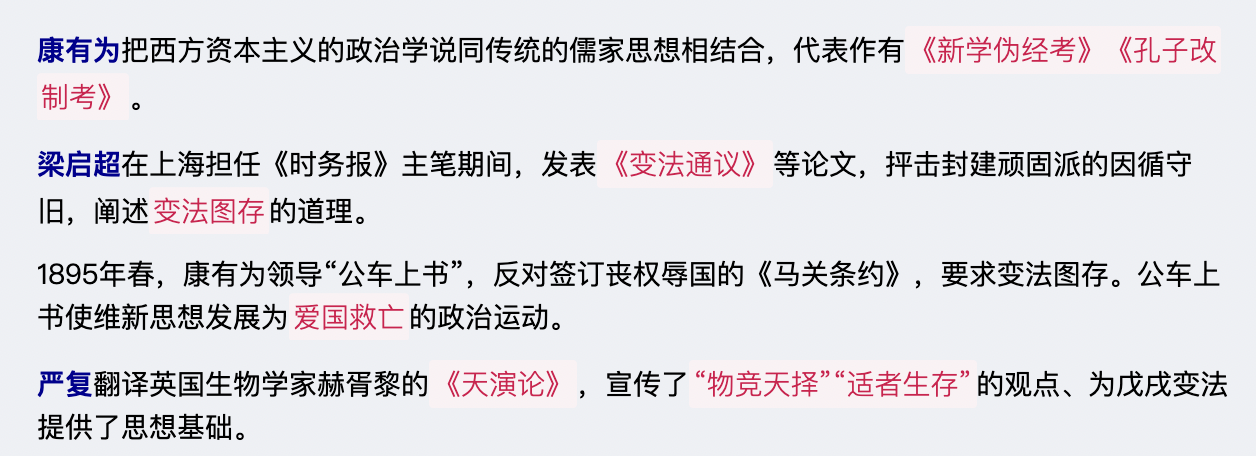 康有为把西方资本主义的政治学说同传统的儒家思想相结合，代表作有《新学伪经考》《孔子改
制考》。
梁启超在上海担任《时务报》主笔期间，发表《变法通议》等论文，抨击封建顽固派的因循守
旧，阐述变法图存的道理。
1895年春，康有为领导“公车上书”，反对签订丧权辱国的《马关条约》，要求变法图存。公车上
书使维新思想发展为爱国救亡的政治运动。
严复翻译英国生物学家赫胥黎的《天演论》，宣传了“物竞天择”“适者生存”的观点、为戊戌变法
提供了思想基础。